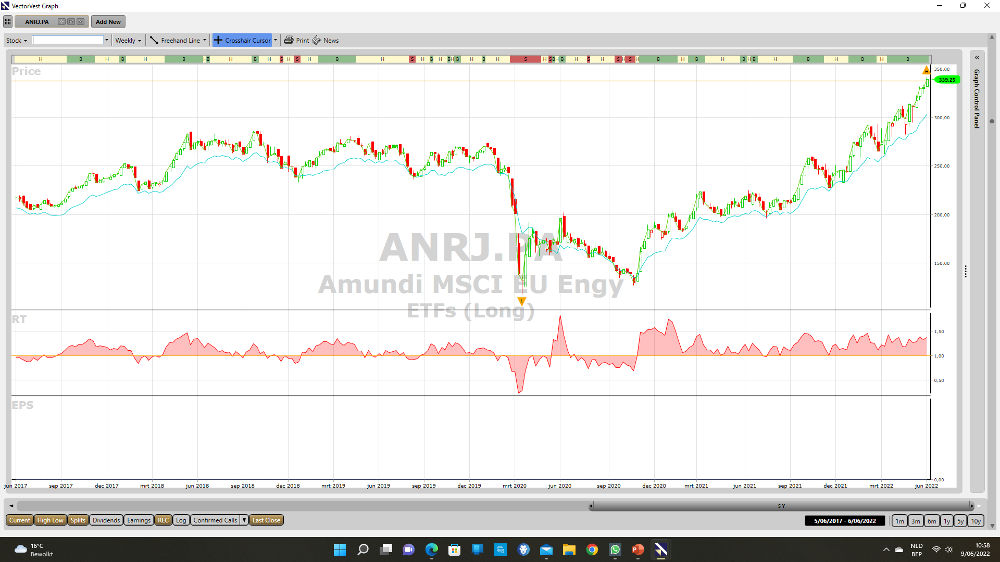 VectorVest Graph
ANRJ.PA Add New
Stock Weekly Freehand Line Crosshair Cursor Print News
H B H B H B H B H B H S H S H B H S H B H B H B H B H S H S B H B H S H S H S H B H B H B H B H B H B H B
Price
350,00
H
339,25
Graph Control Panel
300,00
250,00
200,00
ANRJ.PA
150,00
Amundi MSCI EU Engy
L
ETFs (Long)
RT
1,50
1,00
0,50
EPS
0,00
jun 2017 sep 2017 dec 2017 mrt 2018 jun 2018 sep 2018 dec 2018 mrt 2019 jun 2019 sep 2019 dec 2019 mrt 2020 jun 2020 sep 2020 dec 2020 mrt 2021 jun 2021 sep 2021 dec 2021 mrt 2022 jun 2022
5 Y
Current High Low Splits Dividends Earnings REC Log Confirmed Calls Last Close 5/06/2017 - 6/06/2022 1m 3m 6m 1y 5y 10y
16°C
Bewolkt
NLD
BEP
10:58
9/06/2022